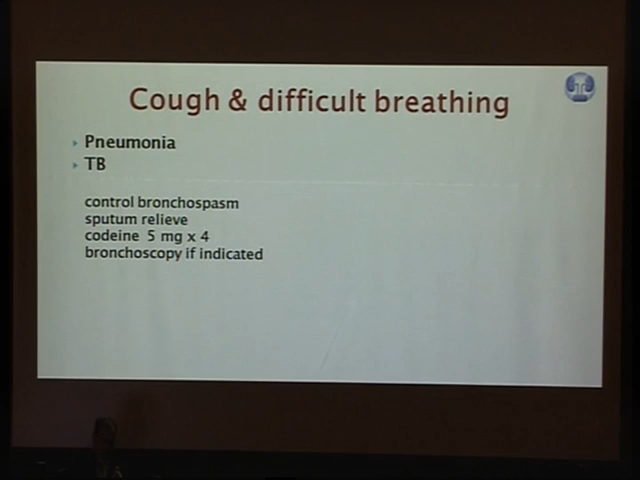 Cough & difficult breathing
Pneumonia
TB
control bronchospasm
sputum relieve
codeine 5 mg x 4
bronchoscopy if indicated